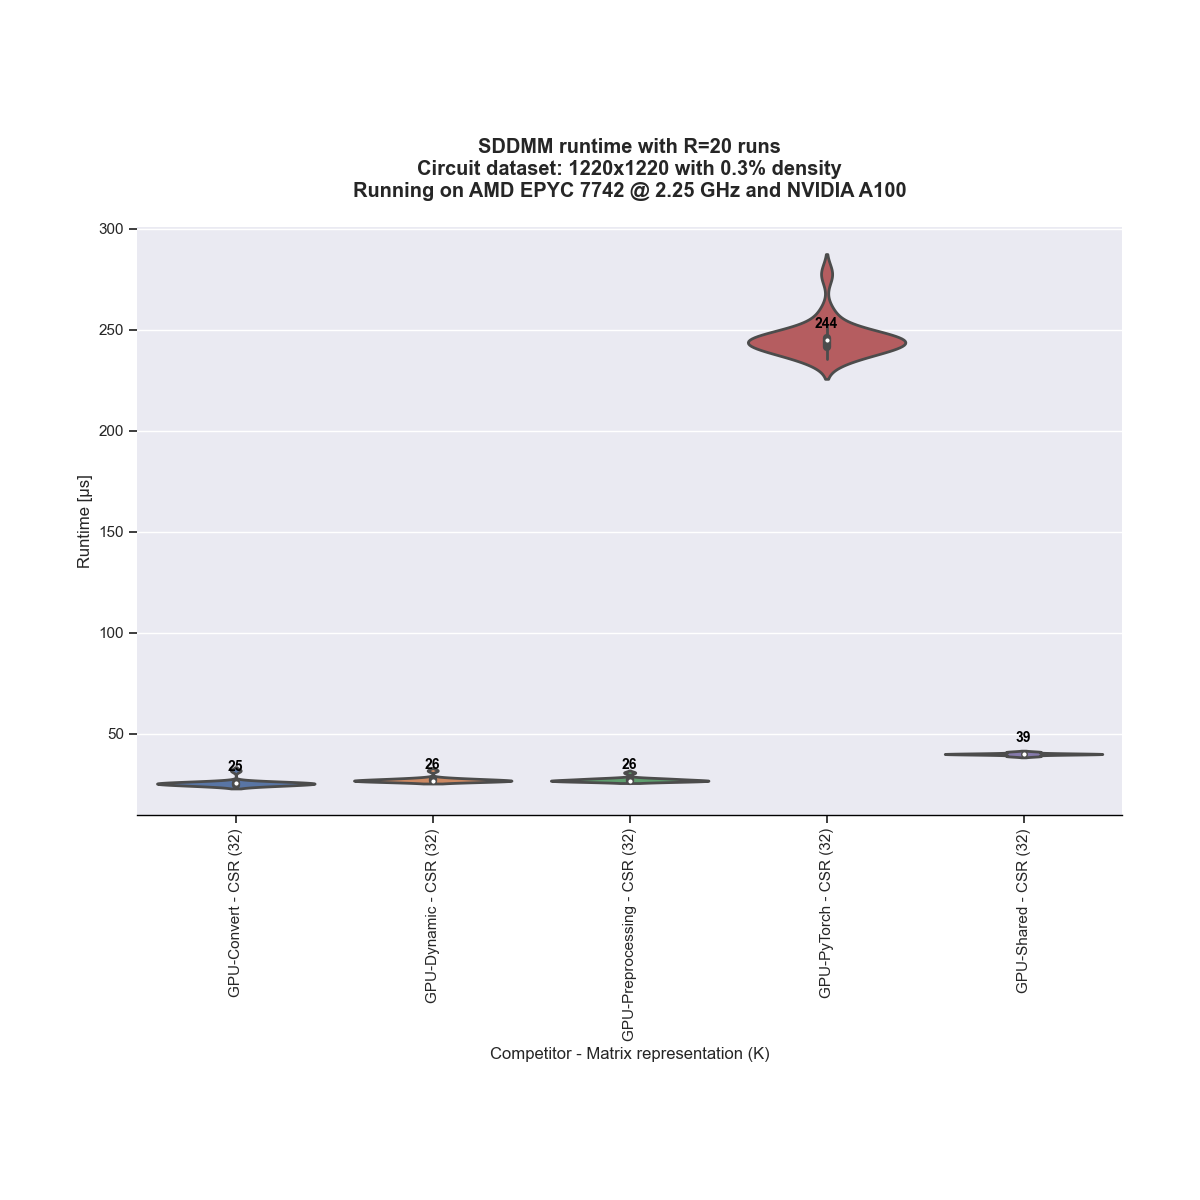 SDDMM runtime with R=20 runs
Circuit dataset: 1220x1220 with 0.3% density
Running on AMD EPYC 7742 @ 2.25 GHz and NVIDIA A100
300
250
200
150
100
50
Runtime [μs]
25
26
26
244
39
GPU-Convert - CSR (32)
GPU-Dynamic - CSR (32)
GPU-Preprocessing - CSR (32)
GPU-PyTorch - CSR (32)
GPU-Shared - CSR (32)
Competitor - Matrix representation (K)